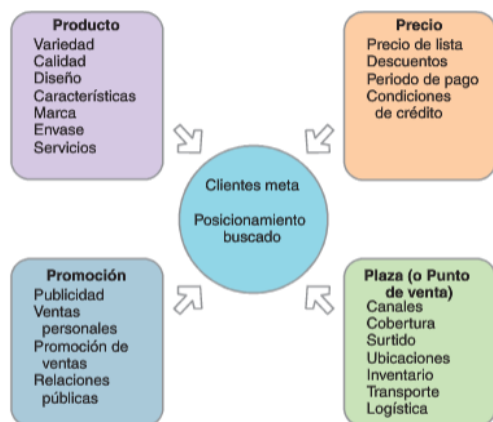 Producto
Variedad
Calidad
Diseño
Características
Marca
Envase
Servicios
Precio
Precio de lista
Descuentos
Periodo de pago
Condiciones
de crédito
Clientes meta
Posicionamiento
buscado
Promoción
Publicidad
Ventas
personales
Promoción de
ventas
Relaciones
públicas
Plaza (o Punto
de venta)
Canales
Cobertura
Surtido
Ubicaciones
Inventario
Transporte
Logística